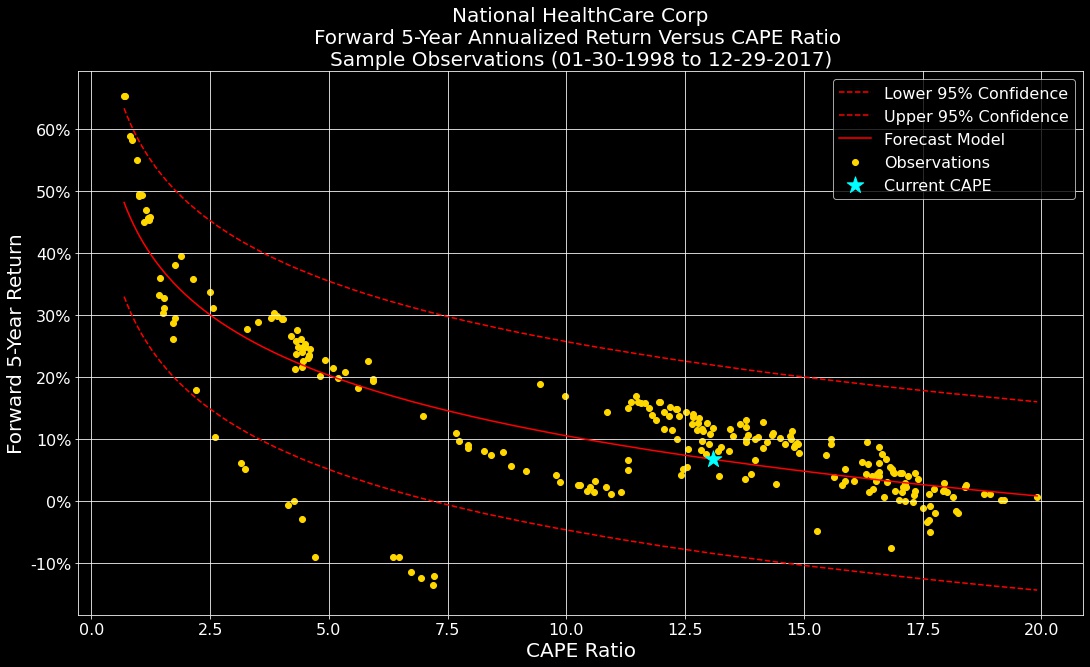 National HealthCare Corp
Forward 5-Year Annualized Return Versus CAPE Ratio
Sample Observations (01-30-1998 to 12-29-2017)
Lower 95% Confidence
Upper 95% Confidence
Forecast Model
Observations
Current CAPE
Forward 5-Year Return
60%
50%
40%
30%
20%
10%
0%
-10%
0.0 2.5 5.0 7.5 10.0 12.5 15.0 17.5 20.0
CAPE Ratio